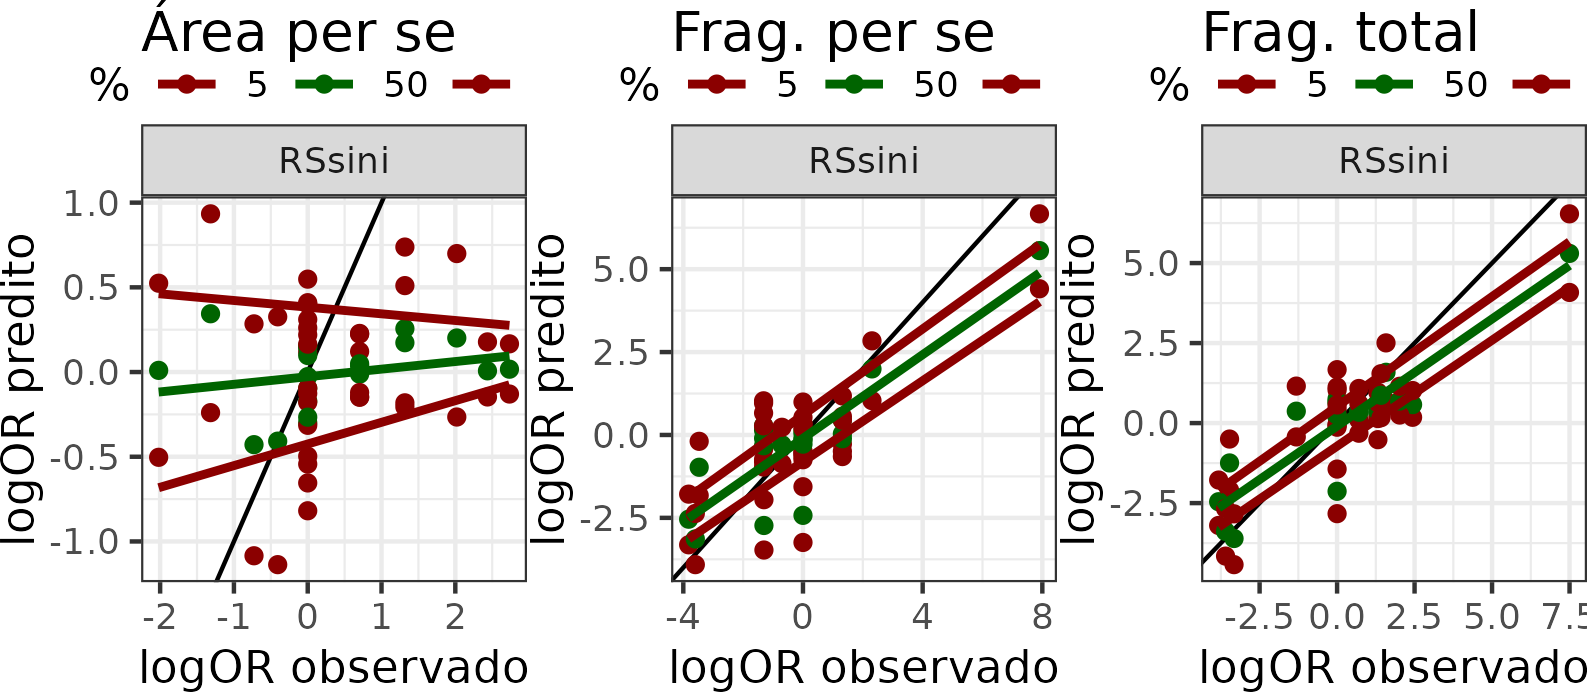 Área per se
% 5 50
RSsini
1.0
0.5
0.0
-0.5
-1.0
-2 -1 0 1 2
logOR predito
logOR observado
Frag. per se
% 5 50
RSsini
5.0
2.5
0.0
-2.5
-4 0 4 8
logOR predito
logOR observado
Frag. total
% 5 50
RSsini
5.0
2.5
0.0
-2.5
-2.5 0.0 2.5 5.0 7.5
logOR predito
logOR observado